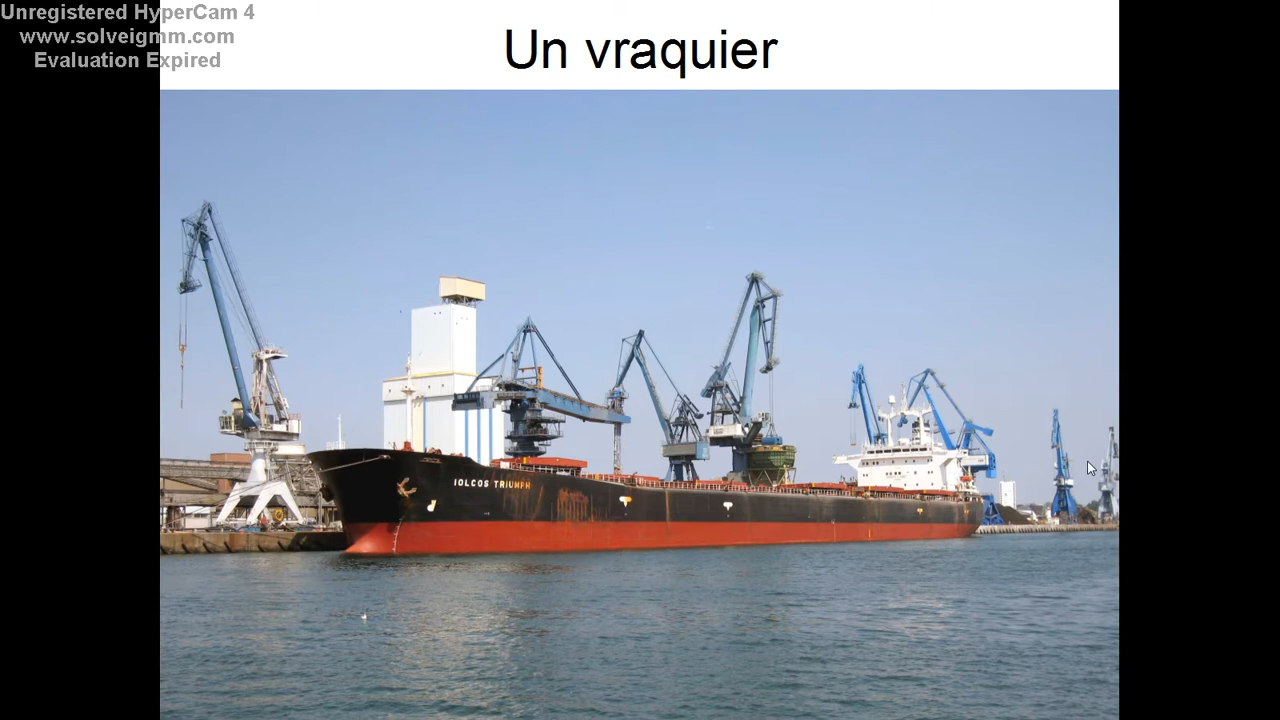 Unregistered HyperCam 4
www.solveigmm.com
Evaluation Expired
Un vraquier
IOLCOS TRIUMPH